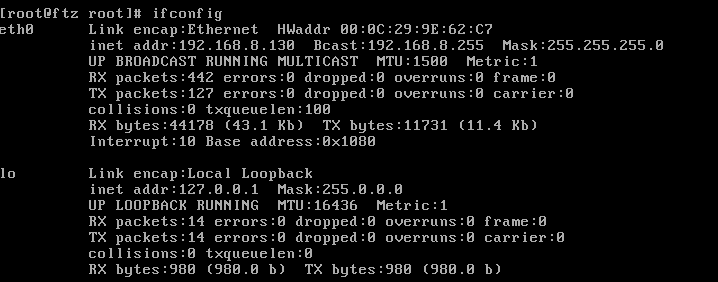 [root@ftz root]# ifconfig
eth0      Link encap:Ethernet  HWaddr 00:0C:29:9E:62:C7
          inet addr:192.168.8.130  Bcast:192.168.8.255  Mask:255.255.255.0
          UP BROADCAST RUNNING MULTICAST  MTU:1500  Metric:1
          RX packets:442 errors:0 dropped:0 overruns:0 frame:0
          TX packets:127 errors:0 dropped:0 overruns:0 carrier:0
          collisions:0 txqueuelen:100
          RX bytes:44178 (43.1 Kb)  TX bytes:11731 (11.4 Kb)
          Interrupt:10 Base address:0x1080
lo        Link encap:Local Loopback
          inet addr:127.0.0.1  Mask:255.0.0.0
          UP LOOPBACK RUNNING  MTU:16436  Metric:1
          RX packets:14 errors:0 dropped:0 overruns:0 frame:0
          TX packets:14 errors:0 dropped:0 overruns:0 carrier:0
          collisions:0 txqueuelen:0
          RX bytes:980 (980.0 b)  TX bytes:980 (980.0 b)